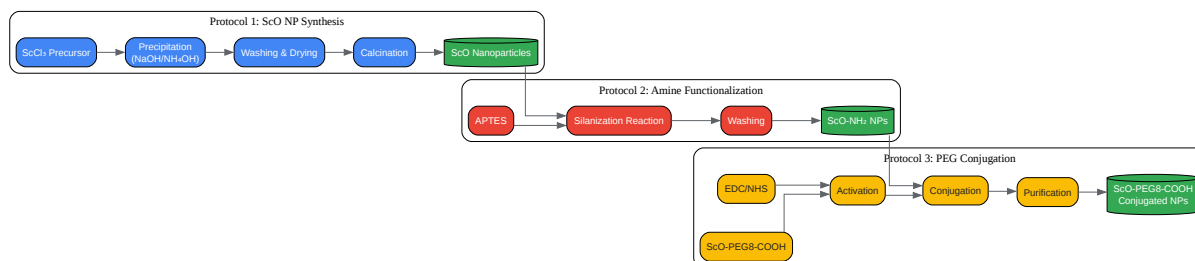 Protocol 1: ScO NP Synthesis
ScCl₃ Precursor
Precipitation
(NaOH/NH₄OH)
Washing & Drying
Calcination
ScO Nanoparticles
Protocol 2: Amine Functionalization
APTES
Silanization Reaction
Washing
ScO-NH₂ NPs
Protocol 3: PEG Conjugation
EDC/NHS
Activation
Conjugation
Purification
ScO-PEG8-COOH
Conjugated NPs
ScO-PEG8-COOH